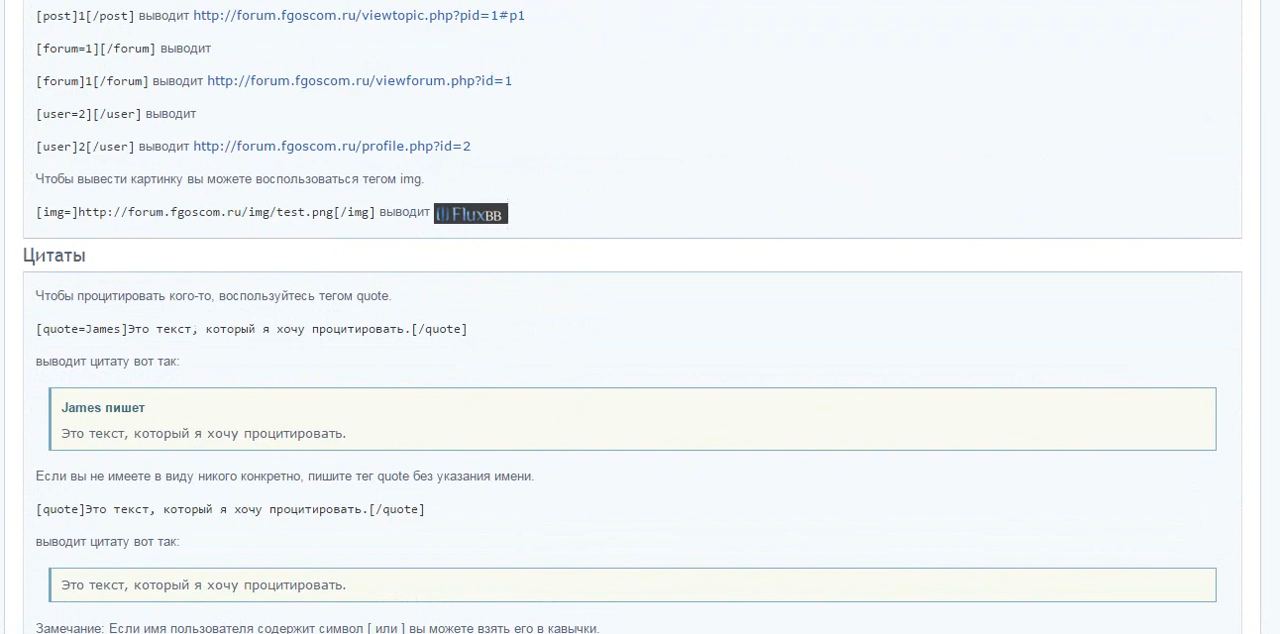 [post]1[/post] выводит http://forum.fgoscom.ru/viewtopic.php?pid=1#p1
[forum=1][/forum] выводит
[forum]1[/forum] выводит http://forum.fgoscom.ru/viewforum.php?id=1
[user=2][/user] выводит
[user]2[/user] выводит http://forum.fgoscom.ru/profile.php?id=2
Чтобы вывести картинку вы можете воспользоваться тегом img.
[img=]http://forum.fgoscom.ru/img/test.png[/img] выводит FluxBB
Цитаты
Чтобы процитировать кого-то, воспользуйтесь тегом quote.
[quote=James]Это текст, который я хочу процитировать.[/quote]
выводит цитату вот так:
James пишет
Это текст, который я хочу процитировать.
Если вы не имеете в виду никого конкретно, пишите тег quote без указания имени.
[quote]Это текст, который я хочу процитировать.[/quote]
выводит цитату вот так:
Это текст, который я хочу процитировать.
Замечание: Если имя пользователя содержит символ [ или ] вы можете взять его в кавычки.